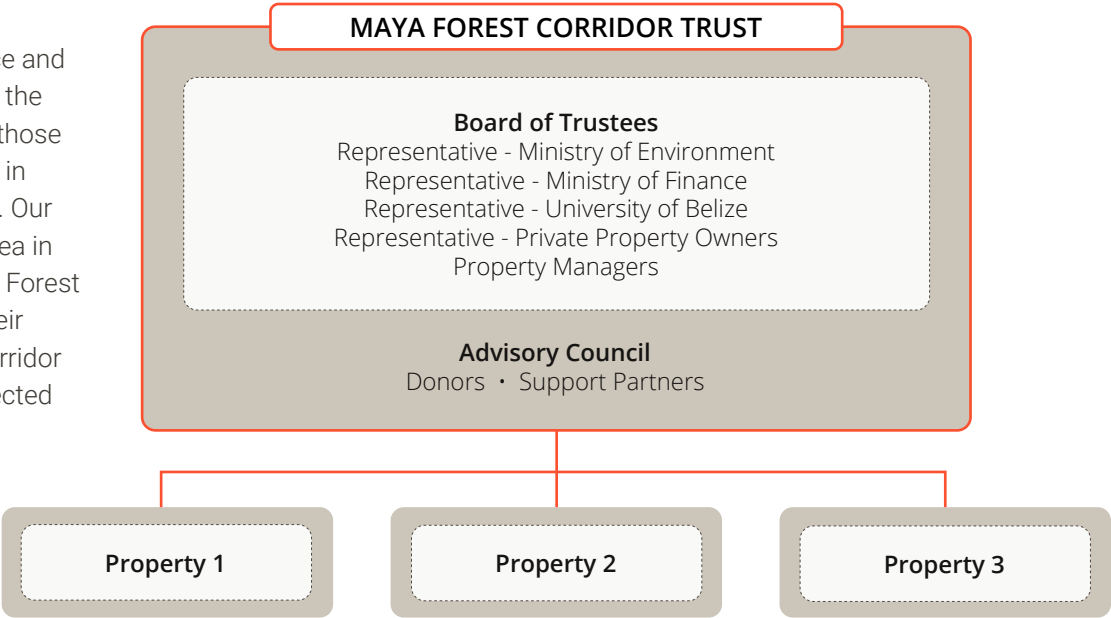 MAYA FOREST CORRIDOR TRUST
ce and
the
those
in
. Our
ea in
Forest
eir
rridor
ected
Board of Trustees
Representative - Ministry of Environment
Representative - Ministry of Finance
Representative - University of Belize
Representative - Private Property Owners
Property Managers
Advisory Council
Donors • Support Partners
Property 1
Property 2
Property 3